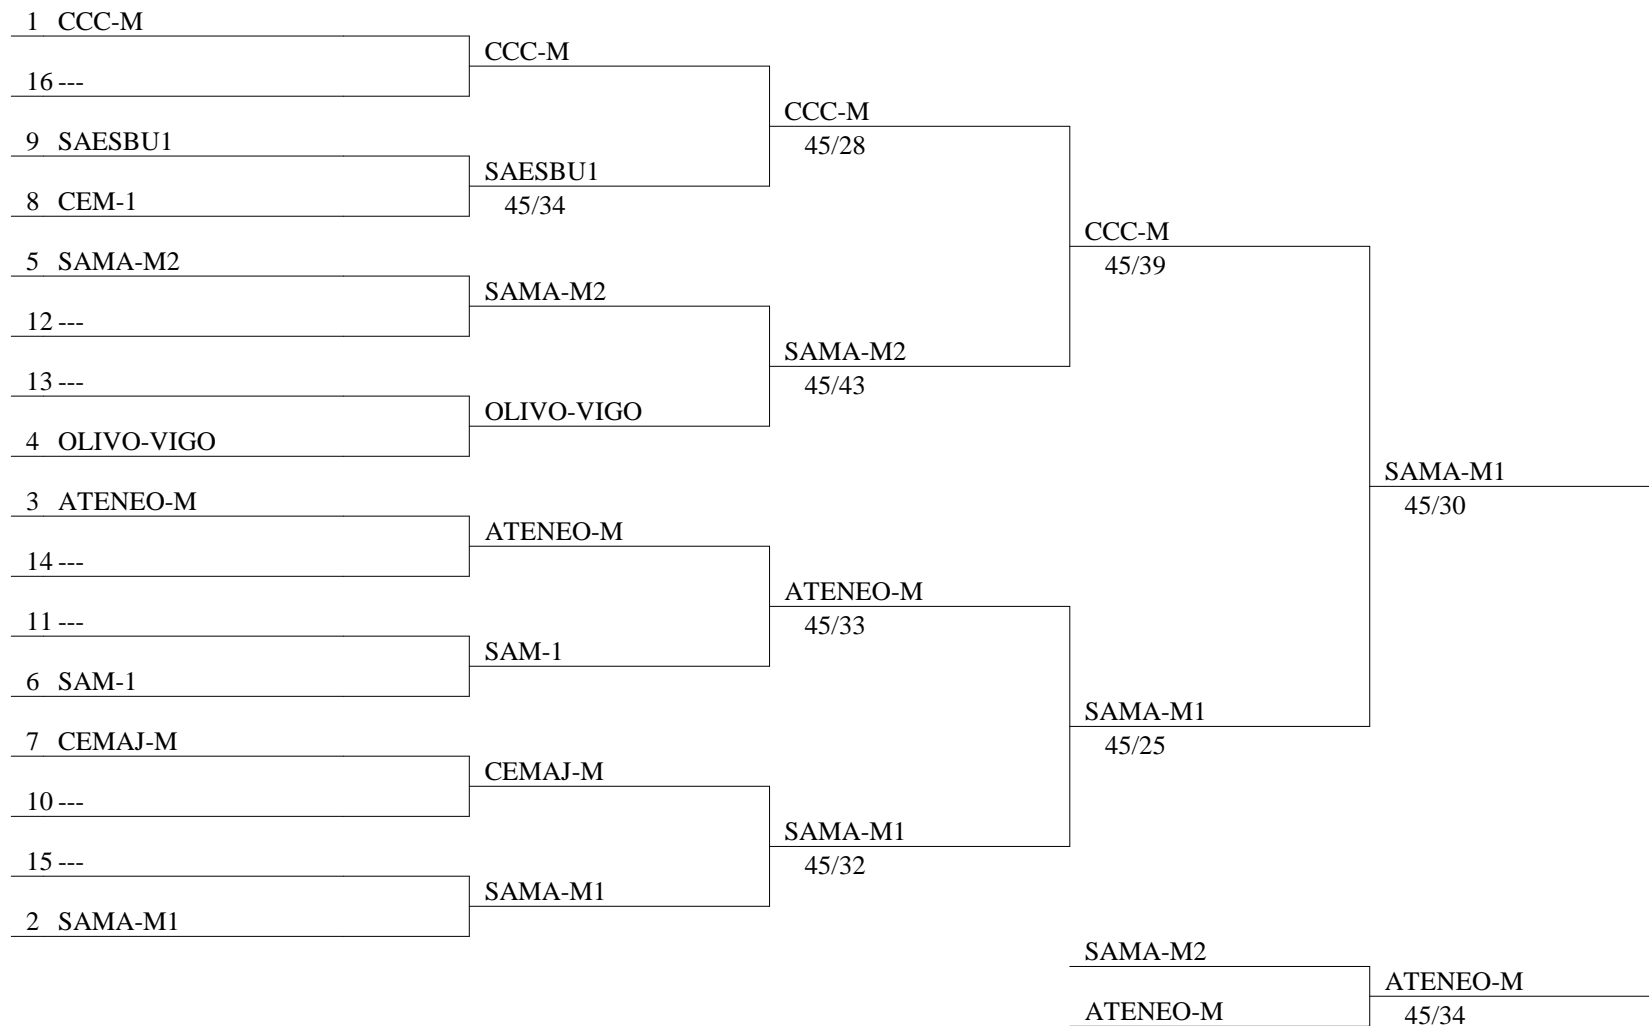 1 CCC-M
16 ---
9 SAESBU1
8 CEM-1
5 SAMA-M2
12 ---
13 ---
4 OLIVO-VIGO
3 ATENEO-M
14 ---
11 ---
6 SAM-1
7 CEMAJ-M
10 ---
15 ---
2 SAMA-M1
CCC-M
SAESBU1
45/34
SAMA-M2
OLIVO-VIGO
ATENEO-M
SAM-1
CEMAJ-M
SAMA-M1
CCC-M
45/28
SAMA-M2
45/43
ATENEO-M
45/33
SAMA-M1
45/32
CCC-M
45/39
SAMA-M1
45/25
SAMA-M1
45/30
SAMA-M2
ATENEO-M
ATENEO-M
45/34